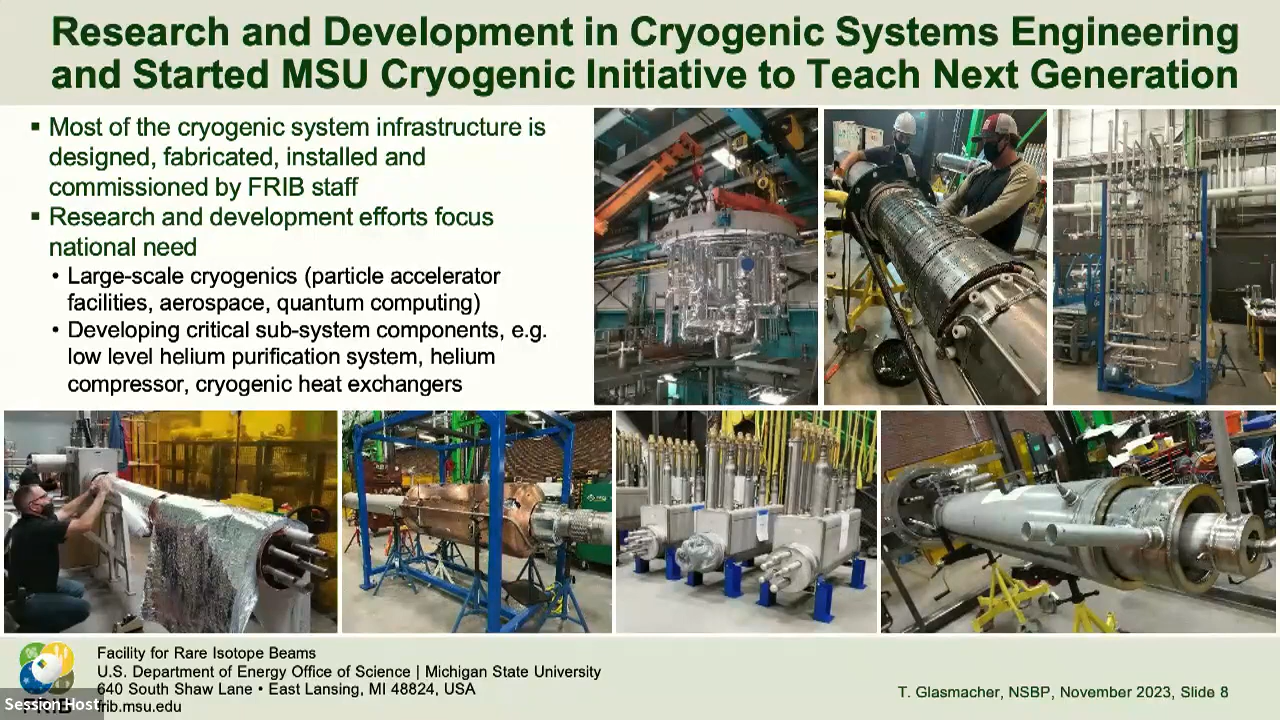 Research and Development in Cryogenic Systems Engineering
and Started MSU Cryogenic Initiative to Teach Next Generation
▪ Most of the cryogenic system infrastructure is
designed, fabricated, installed and
commissioned by FRIB staff
▪ Research and development efforts focus
national need
• Large-scale cryogenics (particle accelerator
facilities, aerospace, quantum computing)
• Developing critical sub-system components, e.g.
low level helium purification system, helium
compressor, cryogenic heat exchangers
Facility for Rare Isotope Beams
U.S. Department of Energy Office of Science | Michigan State University
640 South Shaw Lane • East Lansing, MI 48824, USA
frib.msu.edu
FRIB
Session Host
T. Glasmacher, NSBP, November 2023, Slide 8